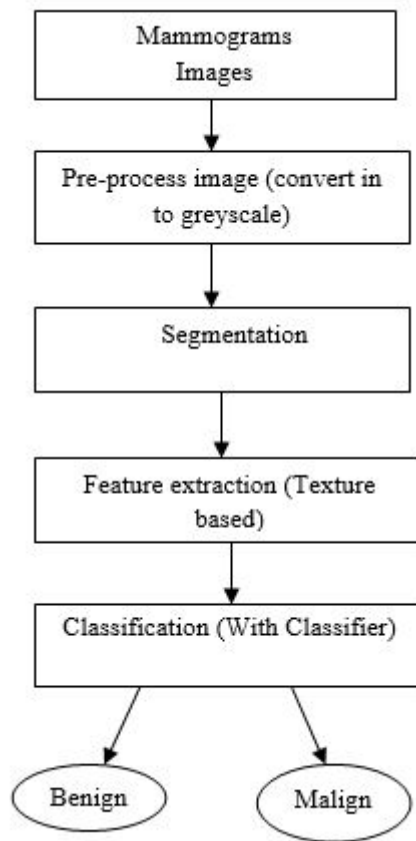 Mammograms
Images
Pre-process image (convert in
to greyscale)
Segmentation
Feature extraction (Texture
based)
Classification (With Classifier)
Benign
Malign